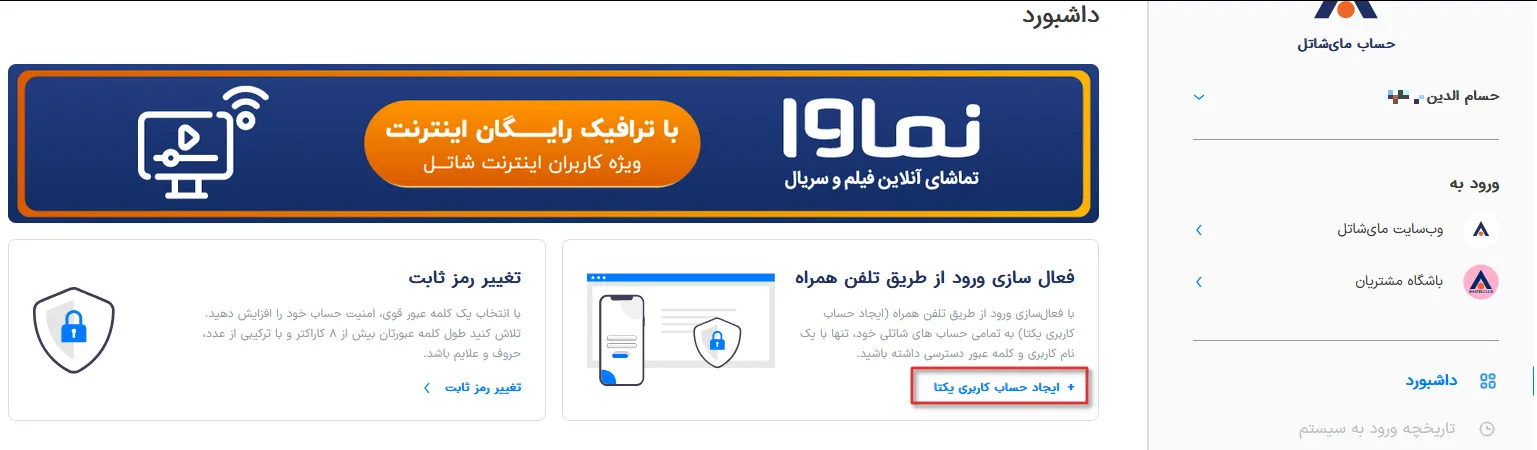 حساب مای‌شاتل
حسام الدین
ورود به
وب‌سایت مای‌شاتل
باشگاه مشتریان
SHATELCLUB
داشبورد
تاریخچه ورود به سیستم
داشبورد
نماوا
تماشای آنلاین فیلم و سریال
با ترافیک رایــــگان اینترنت
ویژه کاربران اینترنت شاتــل
فعال سازی ورود از طریق تلفن همراه
با فعال‌سازی ورود از طریق تلفن همراه (ایجاد حساب
کاربری یکتا) به تمامی حساب های شاتلی خود، تنها با یک
نام کاربری و کلمه عبور دسترسی داشته باشید.
+ ایجاد حساب کاربری یکتا
تغییر رمز ثابت
با انتخاب یک کلمه عبور قوی، امنیت حساب خود را افزایش دهید.
تلاش کنید طول کلمه عبورتان بیش از ۸ کاراکتر و با ترکیبی از عدد،
حروف و علایم باشد.
تغییر رمز ثابت